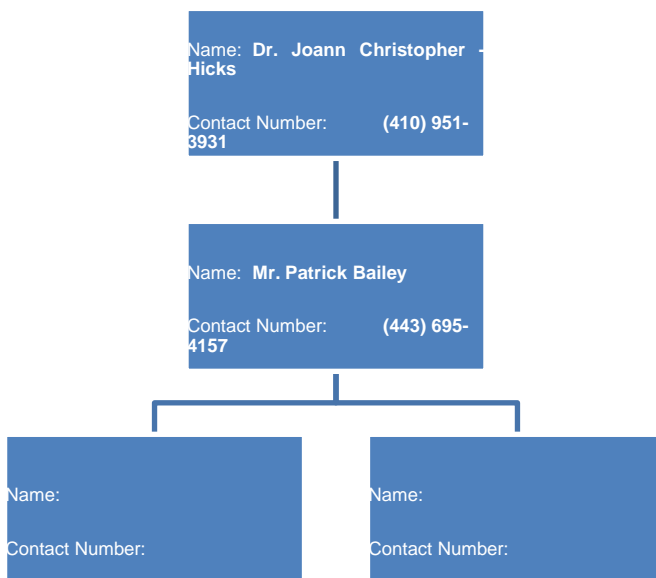 Name: Dr. Joann Christopher -
Hicks
Contact Number: (410) 951-
3931
Name: Mr. Patrick Bailey
Contact Number: (443) 695-
4157
Name:
Contact Number:
Name:
Contact Number: